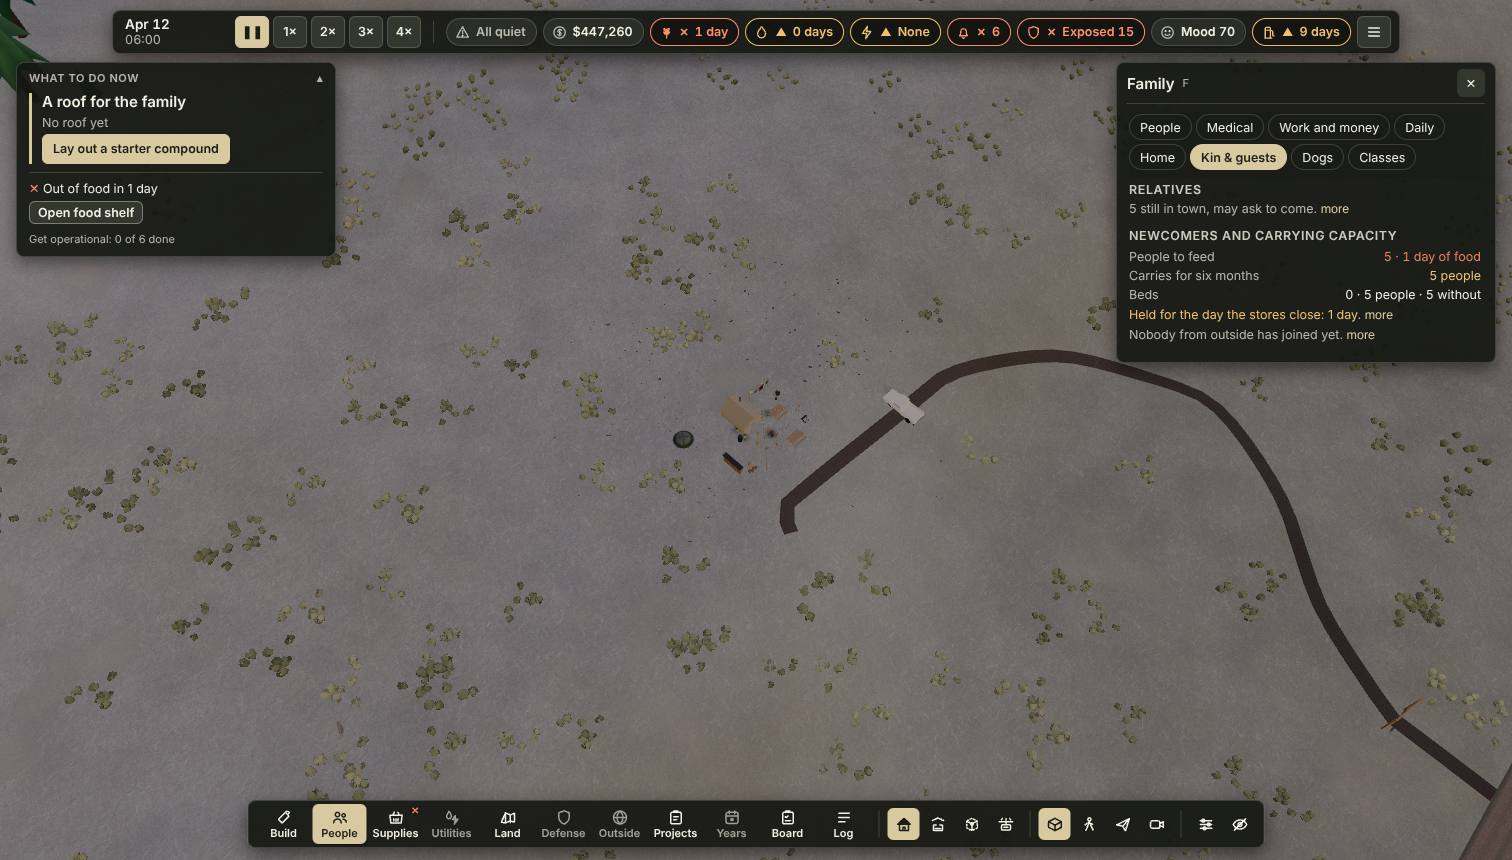 Apr 12
06:00
1×
2×
3×
4×
All quiet
$447,260
× 1 day
▲ 0 days
▲ None
× 6
× Exposed 15
Mood 70
▲ 9 days
WHAT TO DO NOW
A roof for the family
No roof yet
Lay out a starter compound
× Out of food in 1 day
Open food shelf
Get operational: 0 of 6 done
Family F
People
Medical
Work and money
Daily
Home
Kin & guests
Dogs
Classes
RELATIVES
5 still in town, may ask to come. more
NEWCOMERS AND CARRYING CAPACITY
People to feed 5 · 1 day of food
Carries for six months 5 people
Beds 0 · 5 people · 5 without
Held for the day the stores close: 1 day. more
Nobody from outside has joined yet. more
Build
People
Supplies
Utilities
Land
Defense
Outside
Projects
Years
Board
Log